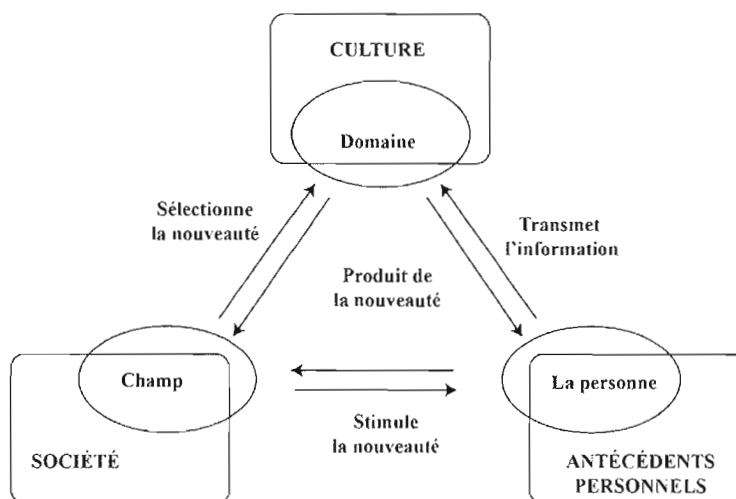 CULTURE
Domaine
Sélectionne
la nouveauté
Transmet
l'information
Produit de
la nouveauté
Champ
La personne
Stimule
la nouveauté
SOCIÉTÉ
ANTÉCÉDENTS
PERSONNELS